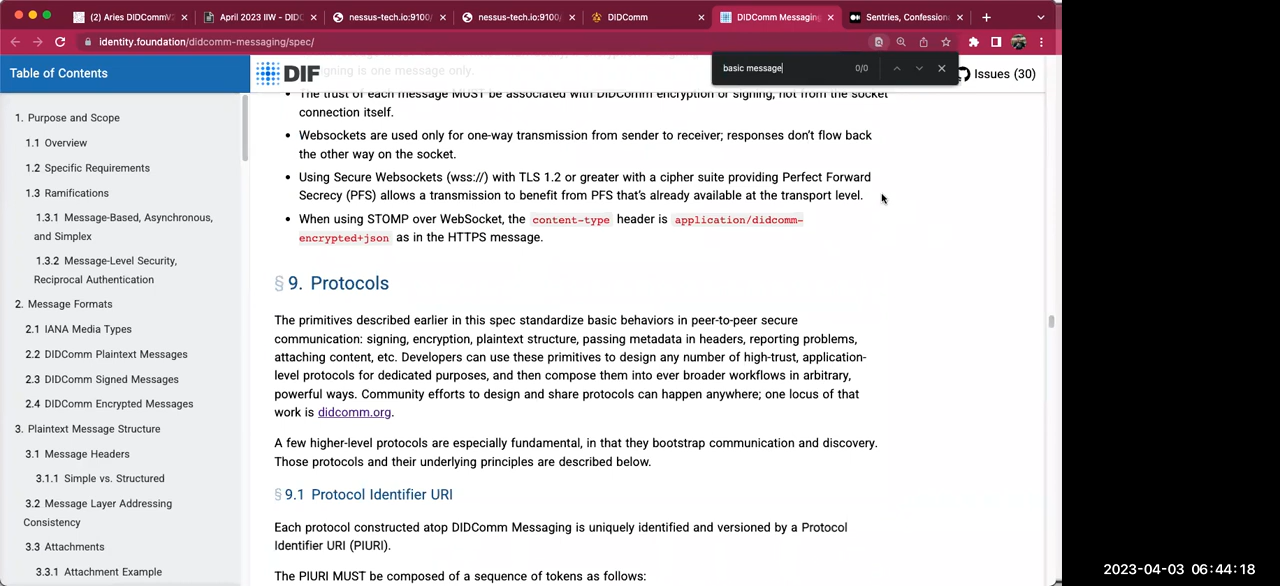 (2) Aries DIDCommV
April 2023 IIW - DIDC
nessus-tech.io:9100/
nessus-tech.io:9100/
DIDComm
DIDComm Messaging
Sentries, Confession
identity.foundation/didcomm-messaging/spec/
basic message
0/0
Table of Contents
DIF
Issues (30)
1. Purpose and Scope
1.1 Overview
1.2 Specific Requirements
1.3 Ramifications
1.3.1 Message-Based, Asynchronous,
and Simplex
1.3.2 Message-Level Security,
Reciprocal Authentication
2. Message Formats
2.1 IANA Media Types
2.2 DIDComm Plaintext Messages
2.3 DIDComm Signed Messages
2.4 DIDComm Encrypted Messages
3. Plaintext Message Structure
3.1 Message Headers
3.1.1 Simple vs. Structured
3.2 Message Layer Addressing
Consistency
3.3 Attachments
3.3.1 Attachment Example
signing is one message only.
• The trust of each message MUST be associated with DIDComm encryption or signing, not from the socket
connection itself.
• Websockets are used only for one-way transmission from sender to receiver; responses don't flow back
the other way on the socket.
• Using Secure Websockets (wss://) with TLS 1.2 or greater with a cipher suite providing Perfect Forward
Secrecy (PFS) allows a transmission to benefit from PFS that's already available at the transport level.
• When using STOMP over WebSocket, the content-type header is application/didcomm-
encrypted+json as in the HTTPS message.
§ 9. Protocols
The primitives described earlier in this spec standardize basic behaviors in peer-to-peer secure
communication: signing, encryption, plaintext structure, passing metadata in headers, reporting problems,
attaching content, etc. Developers can use these primitives to design any number of high-trust, application-
level protocols for dedicated purposes, and then compose them into ever broader workflows in arbitrary,
powerful ways. Community efforts to design and share protocols can happen anywhere; one locus of that
work is didcomm.org.
A few higher-level protocols are especially fundamental, in that they bootstrap communication and discovery.
Those protocols and their underlying principles are described below.
§ 9.1 Protocol Identifier URI
Each protocol constructed atop DIDComm Messaging is uniquely identified and versioned by a Protocol
Identifier URI (PIURI).
The PIURI MUST be composed of a sequence of tokens as follows:
2023-04-03 06:44:18